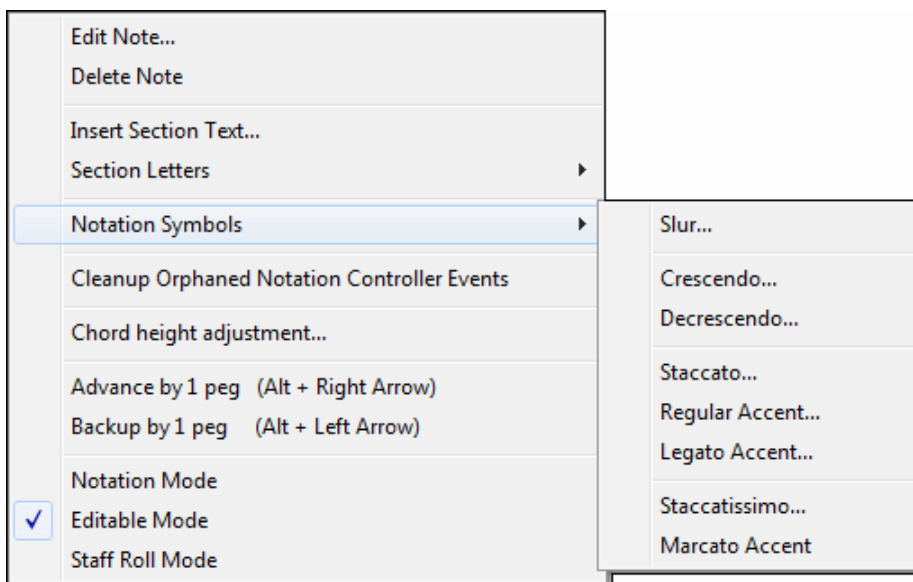 Edit Note...
Delete Note
Insert Section Text...
Section Letters
Notation Symbols
Cleanup Orphaned Notation Controller Events
Chord height adjustment...
Advance by 1 peg (Alt + Right Arrow)
Backup by 1 peg (Alt + Left Arrow)
Notation Mode
Editable Mode
Staff Roll Mode
Slur...
Crescendo...
Decrescendo...
Staccato...
Regular Accent...
Legato Accent...
Staccatissimo...
Marcato Accent